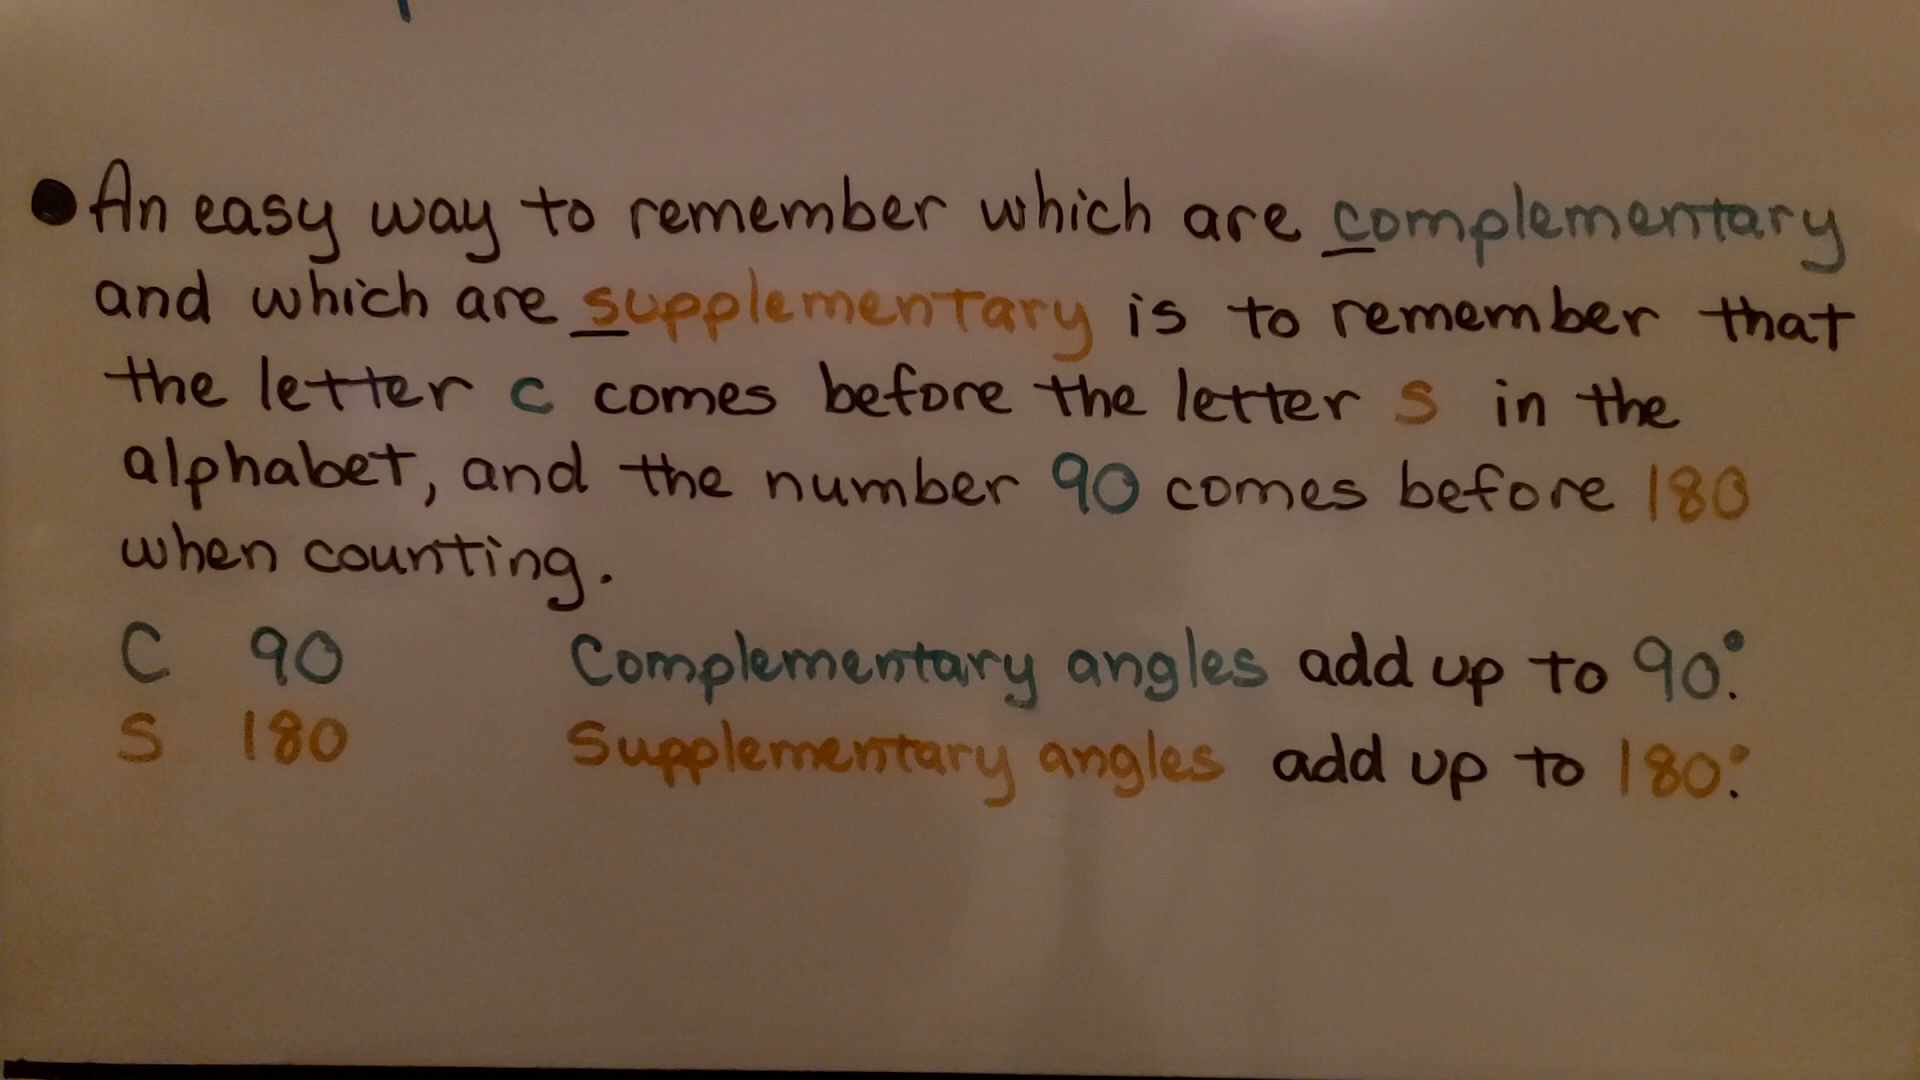 ● An easy way to remember which are complementary
and which are supplementary is to remember that
the letter c comes before the letter s in the
alphabet, and the number 90 comes before 180
when counting.
C 90 Complementary angles add up to 90°.
S 180 Supplementary angles add up to 180°.